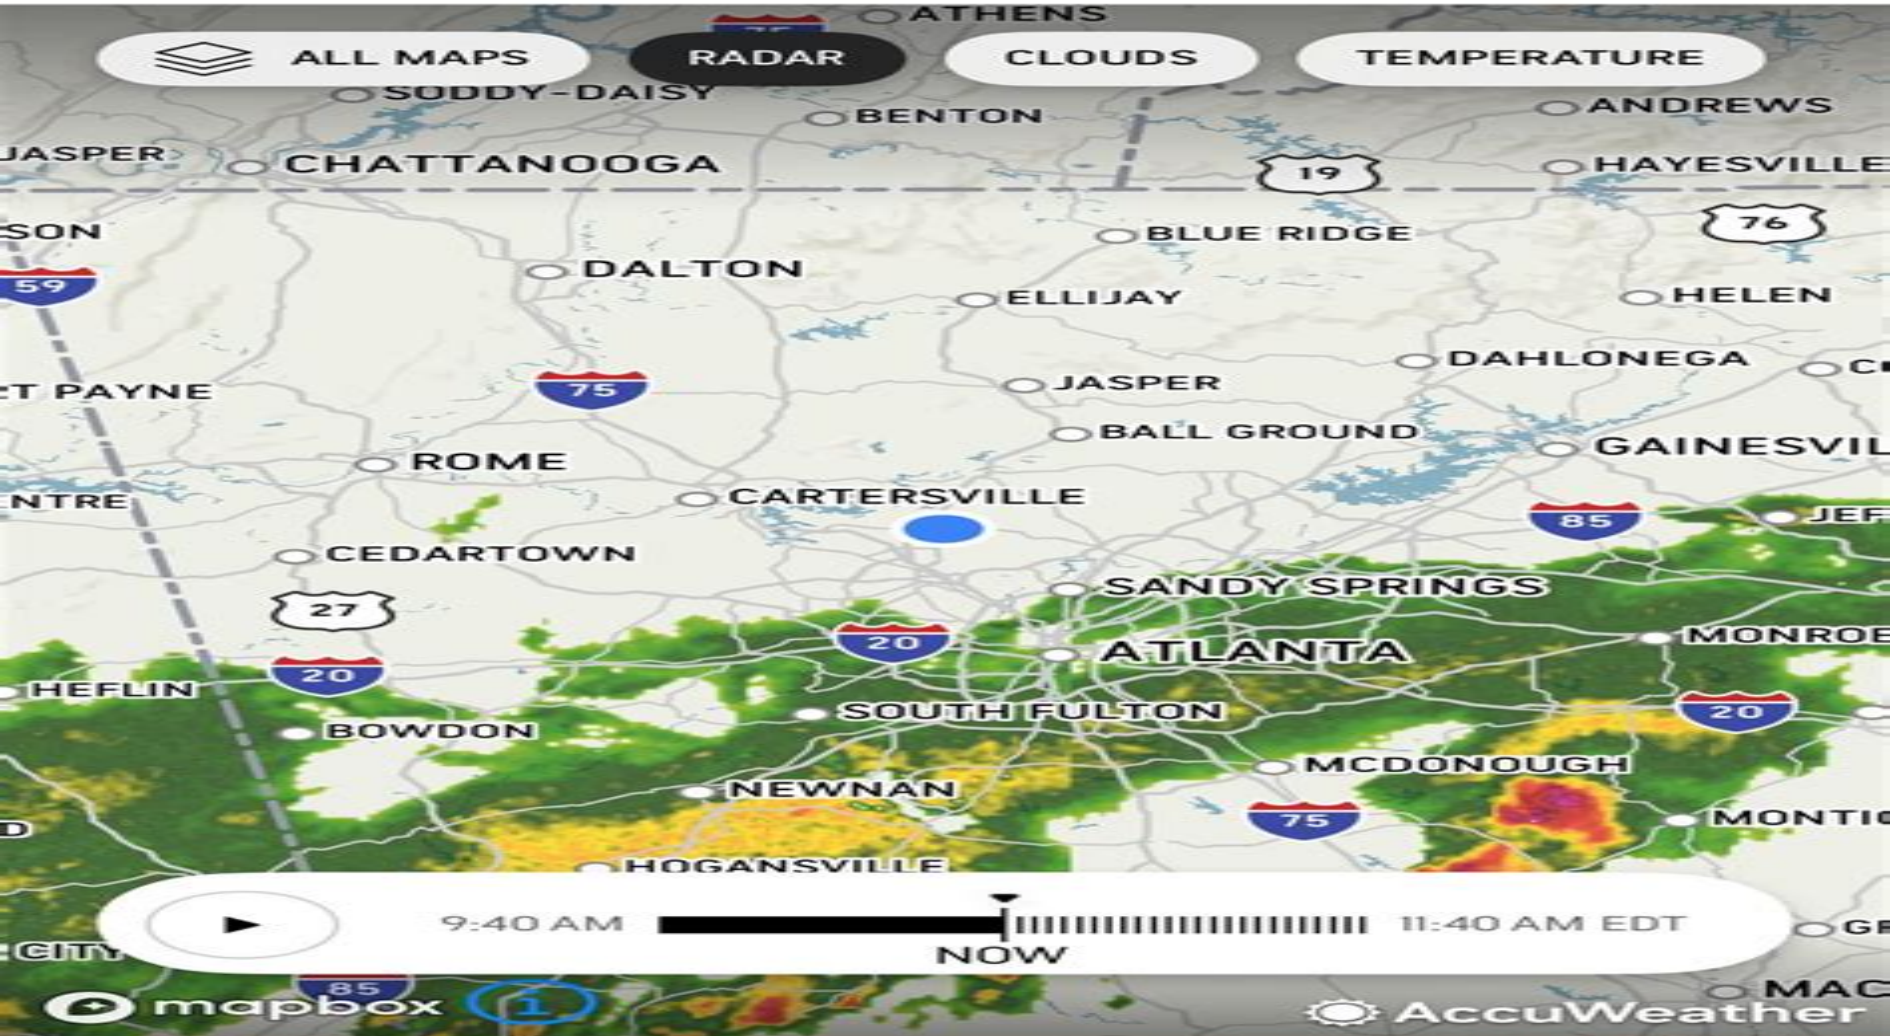 ATHENS
75
ALL MAPS
RADAR
CLOUDS
TEMPERATURE
SODDY-DAISY
BENTON
ANDREWS
JASPER
CHATTANOOGA
19
HAYESVILLE
SON
76
BLUE RIDGE
59
DALTON
ELLIJAY
HELEN
DAHLONEGA
75
JASPER
T PAYNE
BALL GROUND
GAINESVIL
ROME
NTRE
CARTERSVILLE
85
JEF
CEDARTOWN
SANDY SPRINGS
27
20
ATLANTA
MONROE
20
HEFLIN
SOUTH FULTON
20
BOWDON
MCDONOUGH
NEWNAN
75
MONTIC
D
HOGANSVILLE
9:40 AM
11:40 AM EDT
NOW
CITY
85
MAC
mapbox
AccuWeather